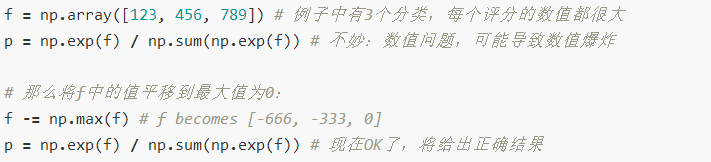 f = np.array([123, 456, 789]) # 例子中有3个分类，每个评分的数值都很大
p = np.exp(f) / np.sum(np.exp(f)) # 不妙：数值问题，可能导致数值爆炸
# 那么将f中的值平移到最大值为0：
f -= np.max(f) # f becomes [-666, -333, 0]
p = np.exp(f) / np.sum(np.exp(f)) # 现在OK了，将给出正确结果